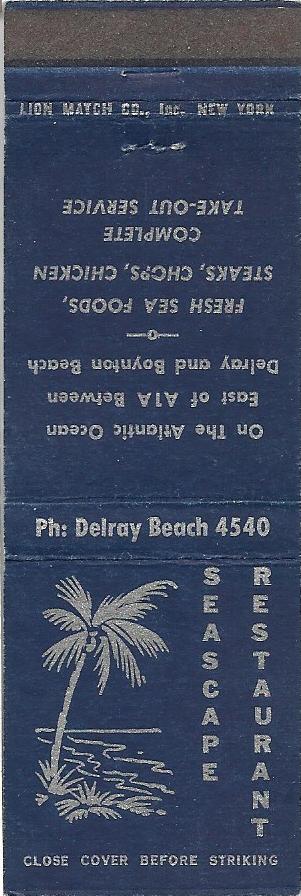 LION MATCH CO., Inc. NEW YORK
On The Atlantic Ocean
East of A1A Between
Delray and Boynton Beach
FRESH SEA FOODS,
STEAKS, CHOPS, CHICKEN
COMPLETE
TAKE-OUT SERVICE
Ph: Delray Beach 4540
SEASCAPE
RESTAURANT
CLOSE COVER BEFORE STRIKING